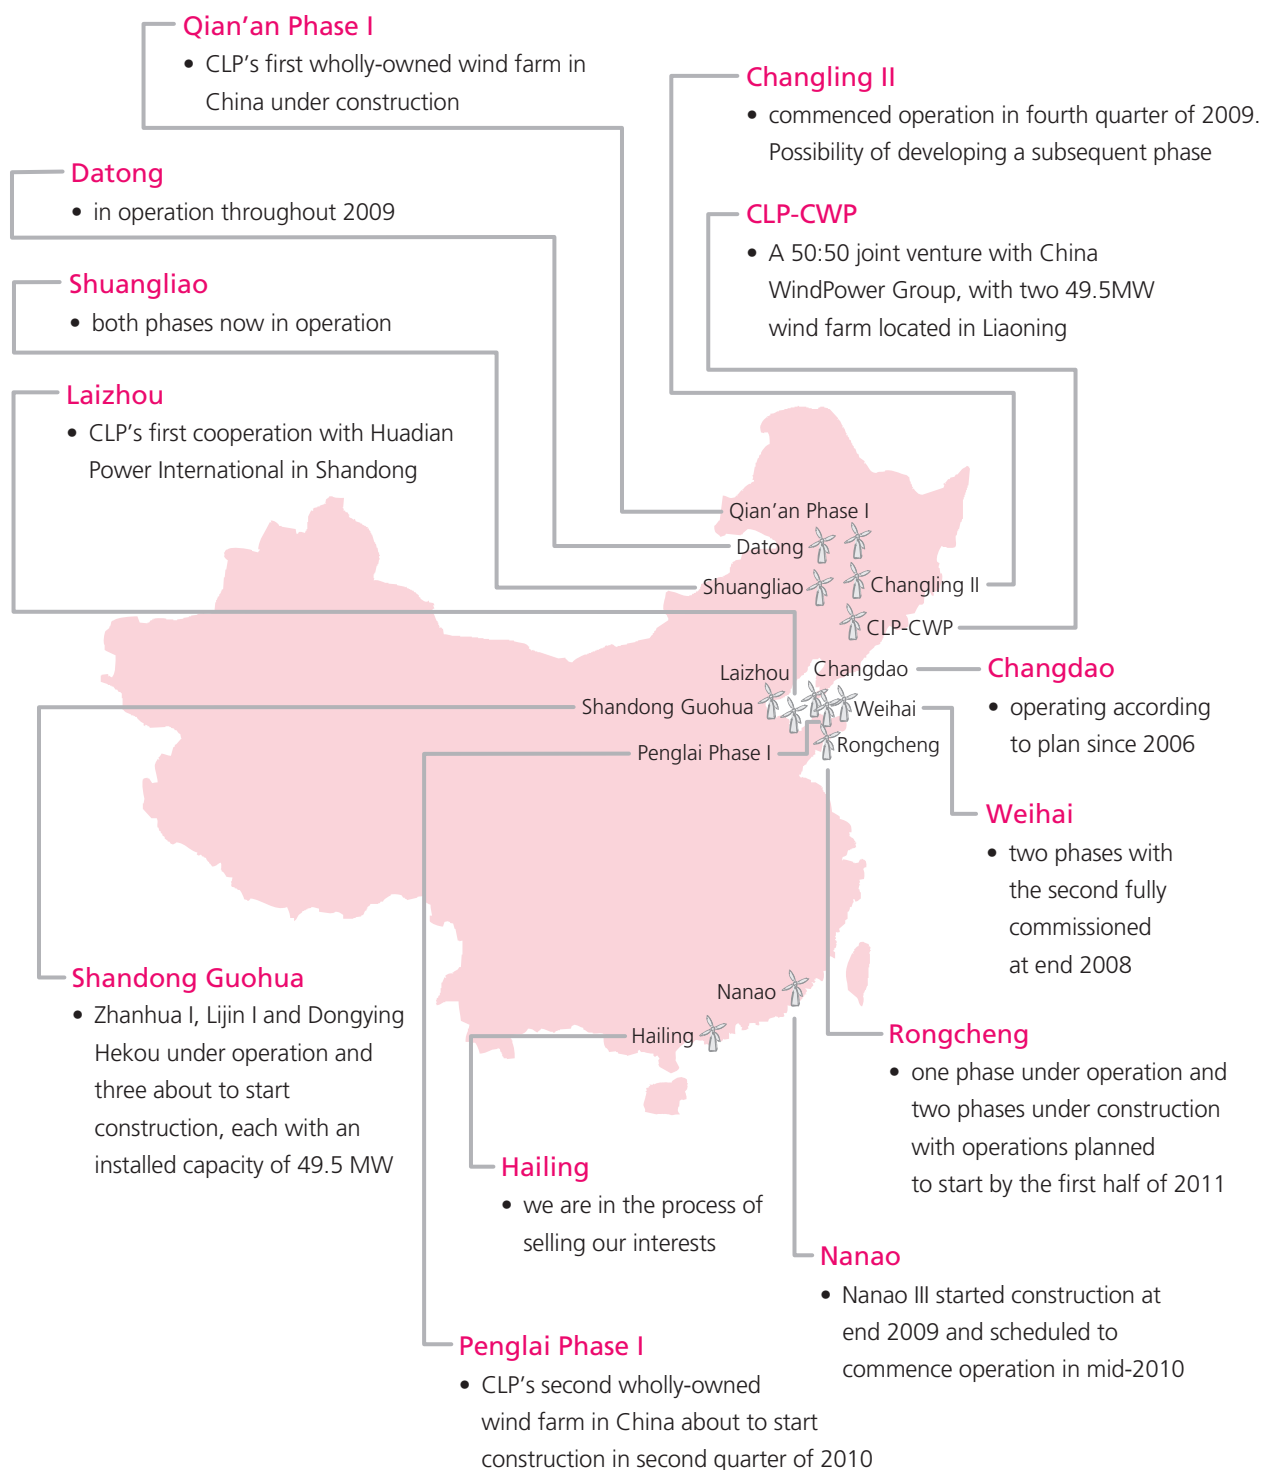 Qian’an Phase I
• CLP’s first wholly-owned wind farm in
China under construction
Changling II
• commenced operation in fourth quarter of 2009.
Possibility of developing a subsequent phase
Datong
• in operation throughout 2009
CLP-CWP
• A 50:50 joint venture with China
WindPower Group, with two 49.5MW
wind farm located in Liaoning
Shuangliao
• both phases now in operation
Laizhou
• CLP’s first cooperation with Huadian
Power International in Shandong
Qian’an Phase I
Datong
Shuangliao
Changling II
CLP-CWP
Laizhou
Changdao
Shandong Guohua
Weihai
Penglai Phase I
Rongcheng
Changdao
• operating according
to plan since 2006
Weihai
• two phases with
the second fully
commissioned
at end 2008
Nanao
Hailing
Shandong Guohua
• Zhanhua I, Lijin I and Dongying
Hekou under operation and
three about to start
construction, each with an
installed capacity of 49.5 MW
Rongcheng
• one phase under operation and
two phases under construction
with operations planned
to start by the first half of 2011
Hailing
• we are in the process of
selling our interests
Nanao
• Nanao III started construction at
end 2009 and scheduled to
commence operation in mid-2010
Penglai Phase I
• CLP’s second wholly-owned
wind farm in China about to start
construction in second quarter of 2010